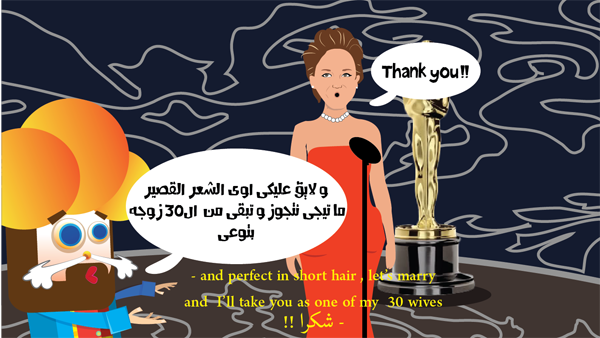 Thank you!!
و لايق عليكى اوى الشعر القصير
ما تيجى نتجوز و تبقى من ال30 زوجه
بتوعى
- and perfect in short hair , let's marry
and I'll take you as one of my 30 wives
- شكرا !!